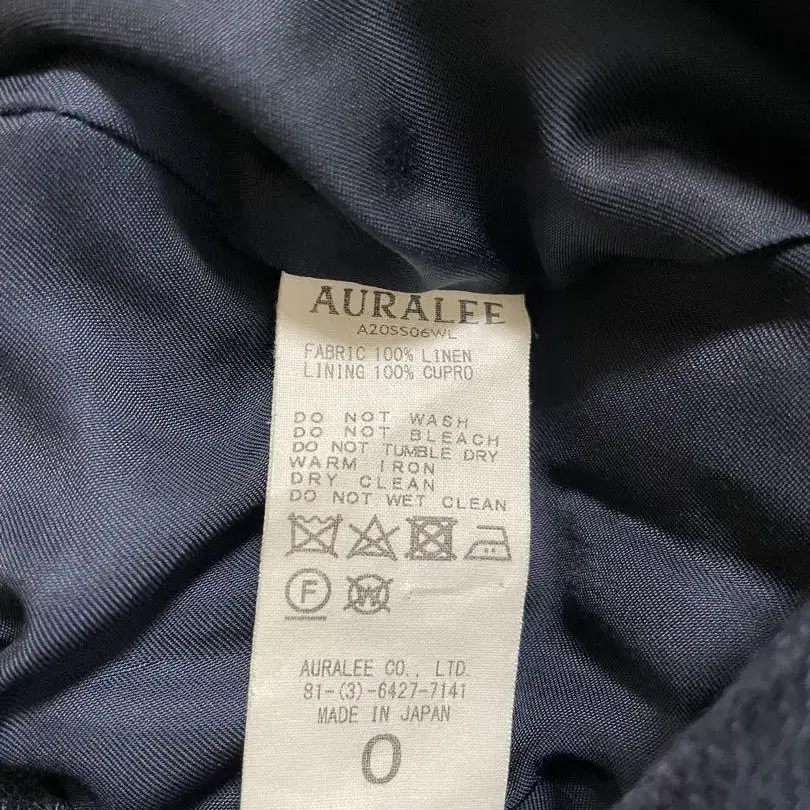 AURALEE
A20SS06WL
FABRIC 100% LINEN
LINING 100% CUPRO
DO NOT WASH
DO NOT BLEACH
DO NOT TUMBLE DRY
WARM IRON
DRY CLEAN
DO NOT WET CLEAN
F
W
AURALEE CO., LTD.
81-(3)-6427-7141
MADE IN JAPAN
0